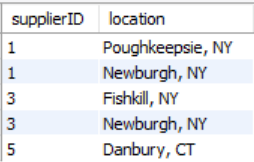 supplierID location
1 Poughkeepsie, NY
1 Newburgh, NY
3 Fishkill, NY
3 Newburgh, NY
5 Danbury, CT